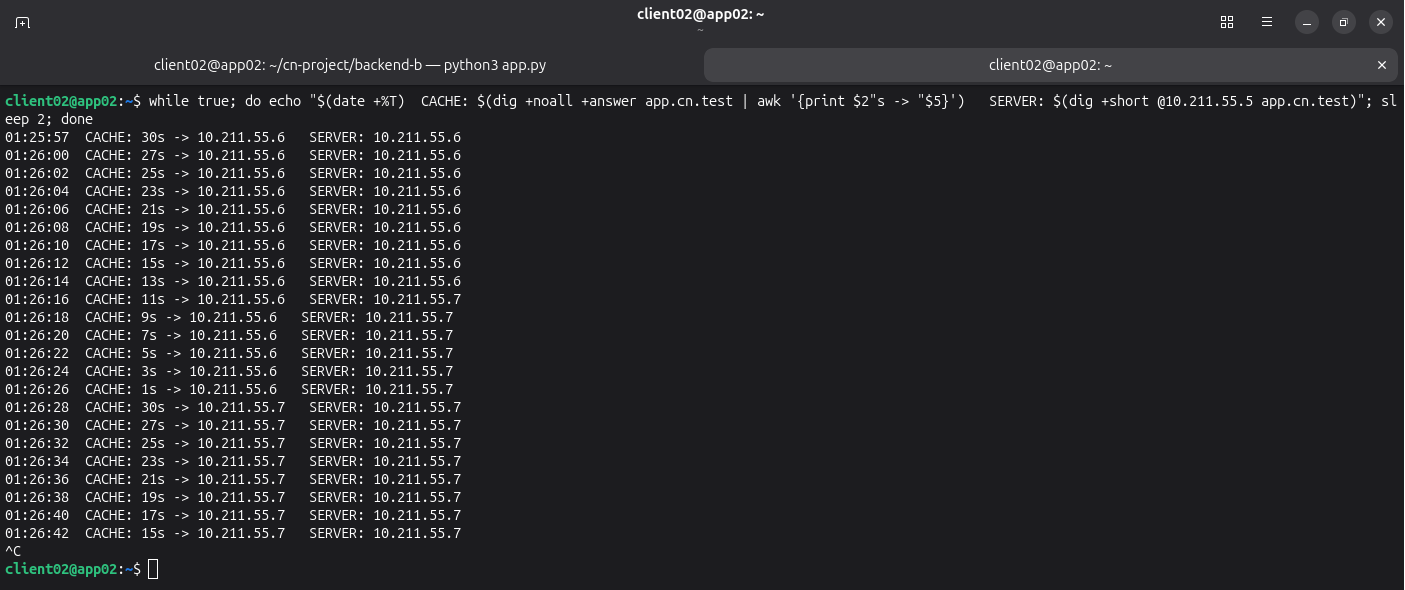 client02@app02: ~
~
client02@app02: ~/cn-project/backend-b — python3 app.py
client02@app02: ~
client02@app02:~$ while true; do echo "$(date +%T)  CACHE: $(dig +noall +answer app.cn.test | awk '{print $2"s -> "$5}')   SERVER: $(dig +short @10.211.55.5 app.cn.test)"; sl
eep 2; done
01:25:57  CACHE: 30s -> 10.211.55.6   SERVER: 10.211.55.6
01:26:00  CACHE: 27s -> 10.211.55.6   SERVER: 10.211.55.6
01:26:02  CACHE: 25s -> 10.211.55.6   SERVER: 10.211.55.6
01:26:04  CACHE: 23s -> 10.211.55.6   SERVER: 10.211.55.6
01:26:06  CACHE: 21s -> 10.211.55.6   SERVER: 10.211.55.6
01:26:08  CACHE: 19s -> 10.211.55.6   SERVER: 10.211.55.6
01:26:10  CACHE: 17s -> 10.211.55.6   SERVER: 10.211.55.6
01:26:12  CACHE: 15s -> 10.211.55.6   SERVER: 10.211.55.6
01:26:14  CACHE: 13s -> 10.211.55.6   SERVER: 10.211.55.6
01:26:16  CACHE: 11s -> 10.211.55.6   SERVER: 10.211.55.7
01:26:18  CACHE: 9s -> 10.211.55.6   SERVER: 10.211.55.7
01:26:20  CACHE: 7s -> 10.211.55.6   SERVER: 10.211.55.7
01:26:22  CACHE: 5s -> 10.211.55.6   SERVER: 10.211.55.7
01:26:24  CACHE: 3s -> 10.211.55.6   SERVER: 10.211.55.7
01:26:26  CACHE: 1s -> 10.211.55.6   SERVER: 10.211.55.7
01:26:28  CACHE: 30s -> 10.211.55.7   SERVER: 10.211.55.7
01:26:30  CACHE: 27s -> 10.211.55.7   SERVER: 10.211.55.7
01:26:32  CACHE: 25s -> 10.211.55.7   SERVER: 10.211.55.7
01:26:34  CACHE: 23s -> 10.211.55.7   SERVER: 10.211.55.7
01:26:36  CACHE: 21s -> 10.211.55.7   SERVER: 10.211.55.7
01:26:38  CACHE: 19s -> 10.211.55.7   SERVER: 10.211.55.7
01:26:40  CACHE: 17s -> 10.211.55.7   SERVER: 10.211.55.7
01:26:42  CACHE: 15s -> 10.211.55.7   SERVER: 10.211.55.7
^C
client02@app02:~$